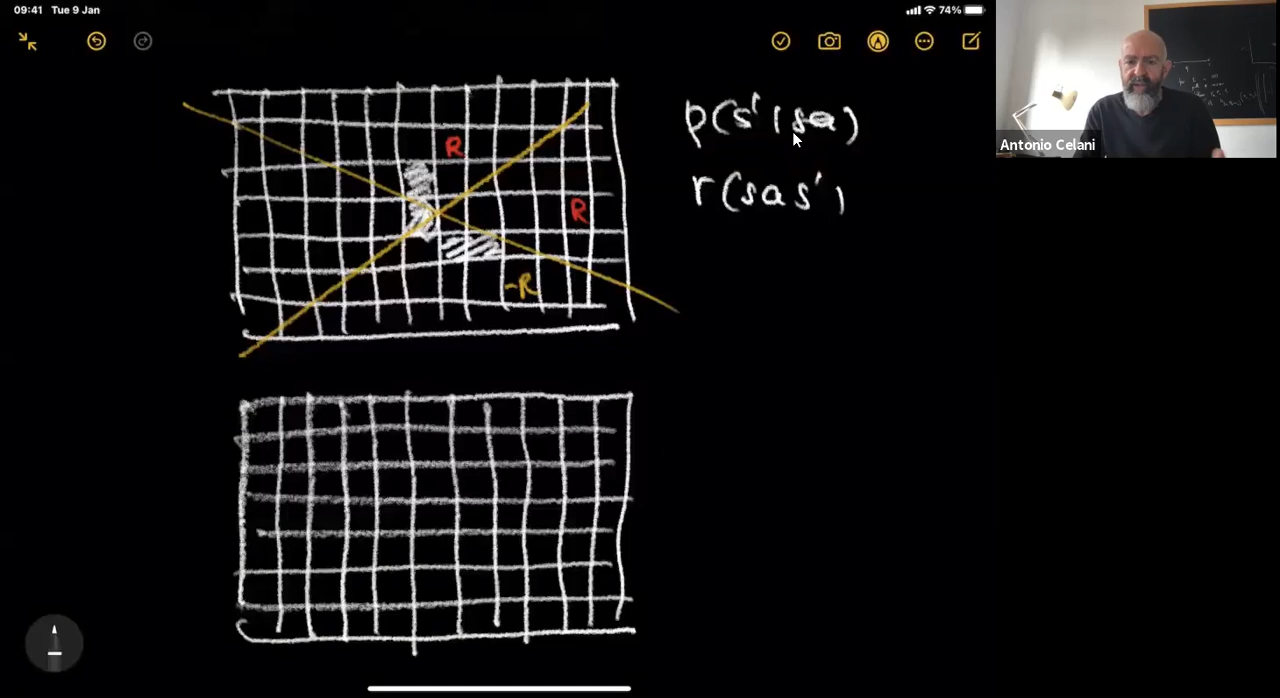 09:41 Tue 9 Jan
74%
p(s'|sa)
R
r(sas')
R
-R
Antonio Celani